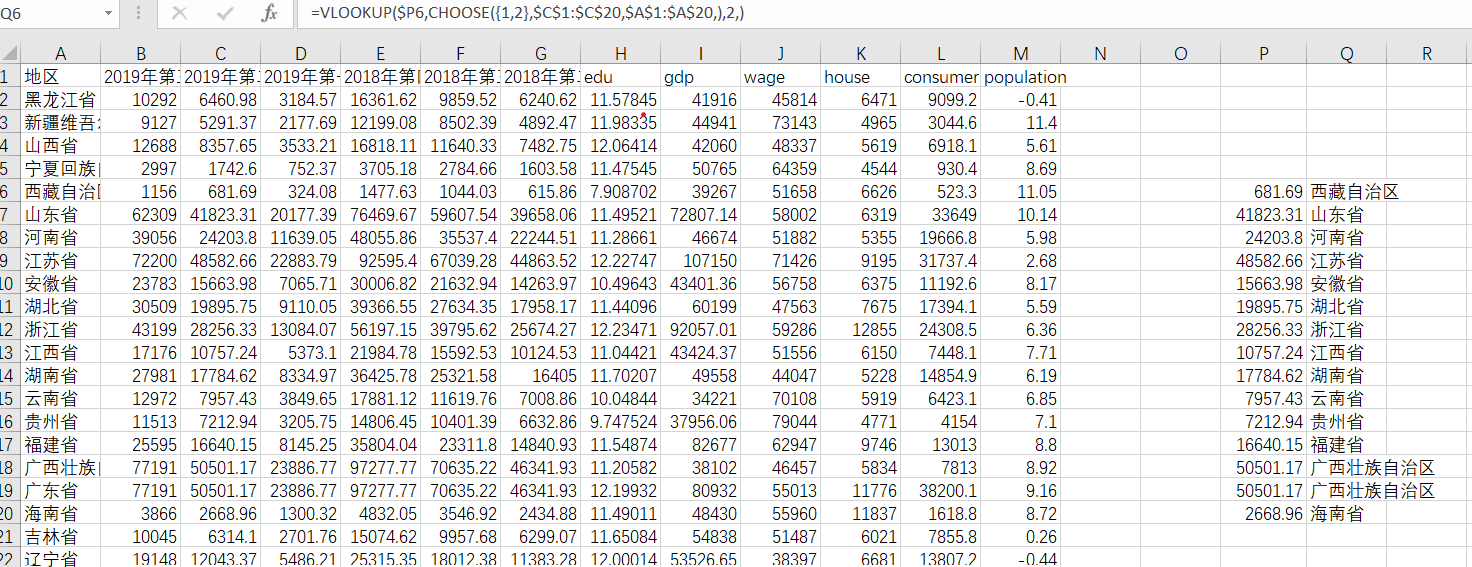 Q6 =VLOOKUP($P6,CHOOSE({1,2},$C$1:$C$20,$A$1:$A$20,),2,)
A B C D E F G H I J K L M N O P Q R
1 地区 2019年第 2019年第 2019年第 2018年第 2018年第 2018年第 edu gdp wage house consumer population
2 黑龙江省 10292 6460.98 3184.57 16361.62 9859.52 6240.62 11.57845 41916 45814 6471 9099.2 -0.41
3 新疆维吾 9127 5291.37 2177.69 12199.08 8502.39 4892.47 11.98335 44941 73143 4965 3044.6 11.4
4 山西省 12688 8357.65 3533.21 16818.11 11640.33 7482.75 12.06414 42060 48337 5619 6918.1 5.61
5 宁夏回族 2997 1742.6 752.37 3705.18 2784.66 1603.58 11.47545 50765 64359 4544 930.4 8.69
6 西藏自治 1156 681.69 324.08 1477.63 1044.03 615.86 7.908702 39267 51658 6626 523.3 11.05 681.69 西藏自治区
7 山东省 62309 41823.31 20177.39 76469.67 59607.54 39658.06 11.49521 72807.14 58002 6319 33649 10.14 41823.31 山东省
8 河南省 39056 24203.8 11639.05 48055.86 35537.4 22244.51 11.28661 46674 51882 5355 19666.8 5.98 24203.8 河南省
9 江苏省 72200 48582.66 22883.79 92595.4 67039.28 44863.52 12.22747 107150 71426 9195 31737.4 2.68 48582.66 江苏省
10 安徽省 23783 15663.98 7065.71 30006.82 21632.94 14263.97 10.49643 43401.36 56758 6375 11192.6 8.17 15663.98 安徽省
11 湖北省 30509 19895.75 9110.05 39366.55 27634.35 17958.17 11.44096 60199 47563 7675 17394.1 5.59 19895.75 湖北省
12 浙江省 43199 28256.33 13084.07 56197.15 39795.62 25674.27 12.23471 92057.01 59286 12855 24308.5 6.36 28256.33 浙江省
13 江西省 17176 10757.24 5373.1 21984.78 15592.53 10124.53 11.04421 43424.37 51556 6150 7448.1 7.71 10757.24 江西省
14 湖南省 27981 17784.62 8334.97 36425.78 25321.58 16405 11.70207 49558 44047 5228 14854.9 6.19 17784.62 湖南省
15 云南省 12972 7957.43 3849.65 17881.12 11619.76 7008.86 10.04844 34221 70108 5919 6423.1 6.85 7957.43 云南省
16 贵州省 11513 7212.94 3205.75 14806.45 10401.39 6632.86 9.747524 37956.06 79044 4771 4154 7.1 7212.94 贵州省
17 福建省 25595 16640.15 8145.25 35804.04 23311.8 14840.93 11.54874 82677 62947 9746 13013 8.8 16640.15 福建省
18 广西壮族 77191 50501.17 23886.77 97277.77 70635.22 46341.93 11.20582 38102 46457 5834 7813 8.92 50501.17 广西壮族自治区
19 广东省 77191 50501.17 23886.77 97277.77 70635.22 46341.93 12.19932 80932 55013 11776 38200.1 9.16 50501.17 广西壮族自治区
20 海南省 3866 2668.96 1300.32 4832.05 3546.92 2434.88 11.49011 48430 55960 11837 1618.8 8.72 2668.96 海南省
21 吉林省 10045 6314.1 2701.76 15074.62 9957.68 6299.07 11.65084 54838 51487 6021 7855.8 0.26
22 辽宁省 19148 12043.37 5486.21 25315.35 18012.38 11383.28 12.00014 53526.65 38397 6681 13807.2 -0.44